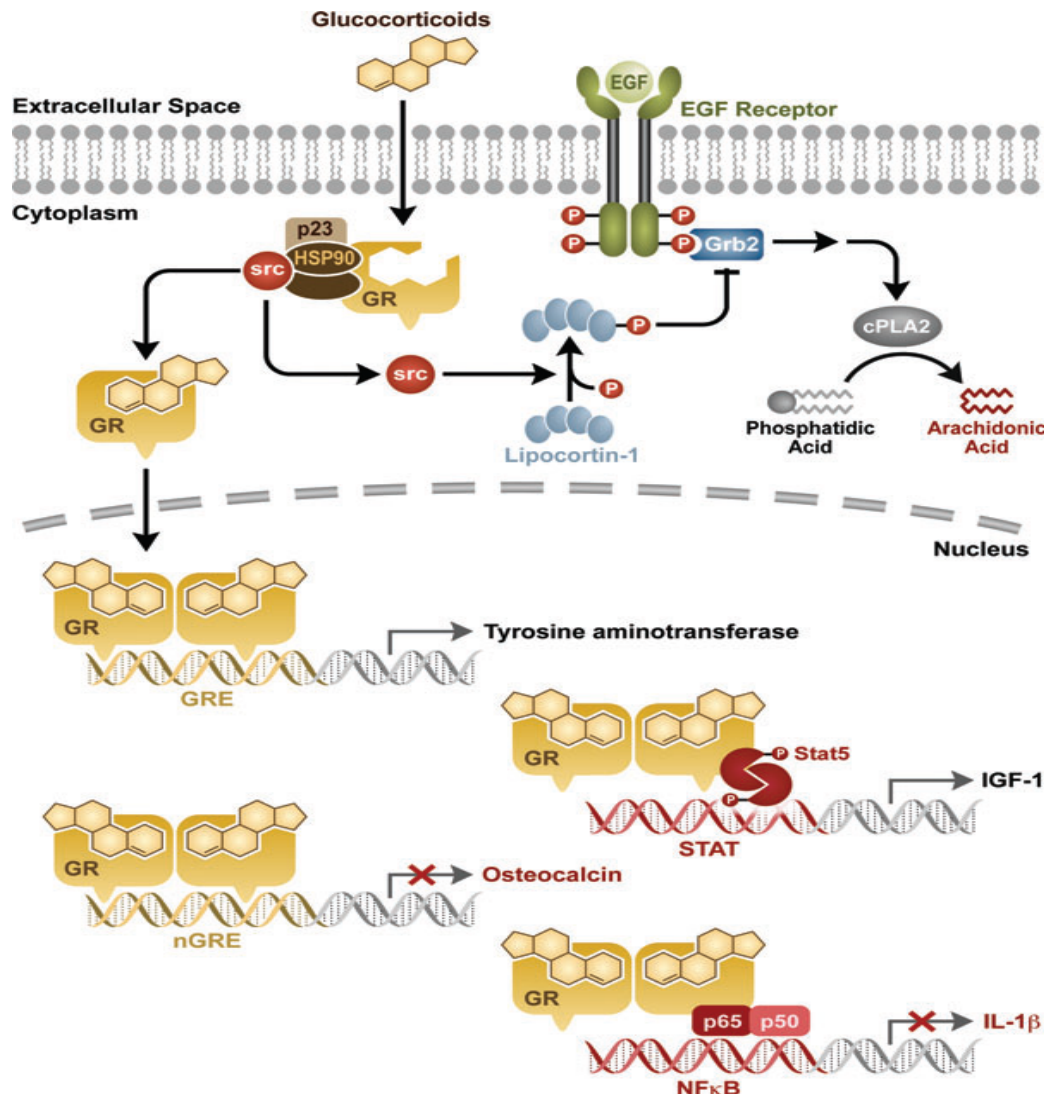 Glucocorticoids
EGF
EGF Receptor
Extracellular Space
Cytoplasm
p23
HSP90
src
GR
P
P
P
P
Grb2
cPLA2
P
src
P
GR
Lipocortin-1
Phosphatidic
Acid
Arachidonic
Acid
Nucleus
GR
Tyrosine aminotransferase
GRE
GR
P
Stat5
P
IGF-1
STAT
GR
Osteocalcin
nGRE
GR
p65
p50
IL-1β
NFκB